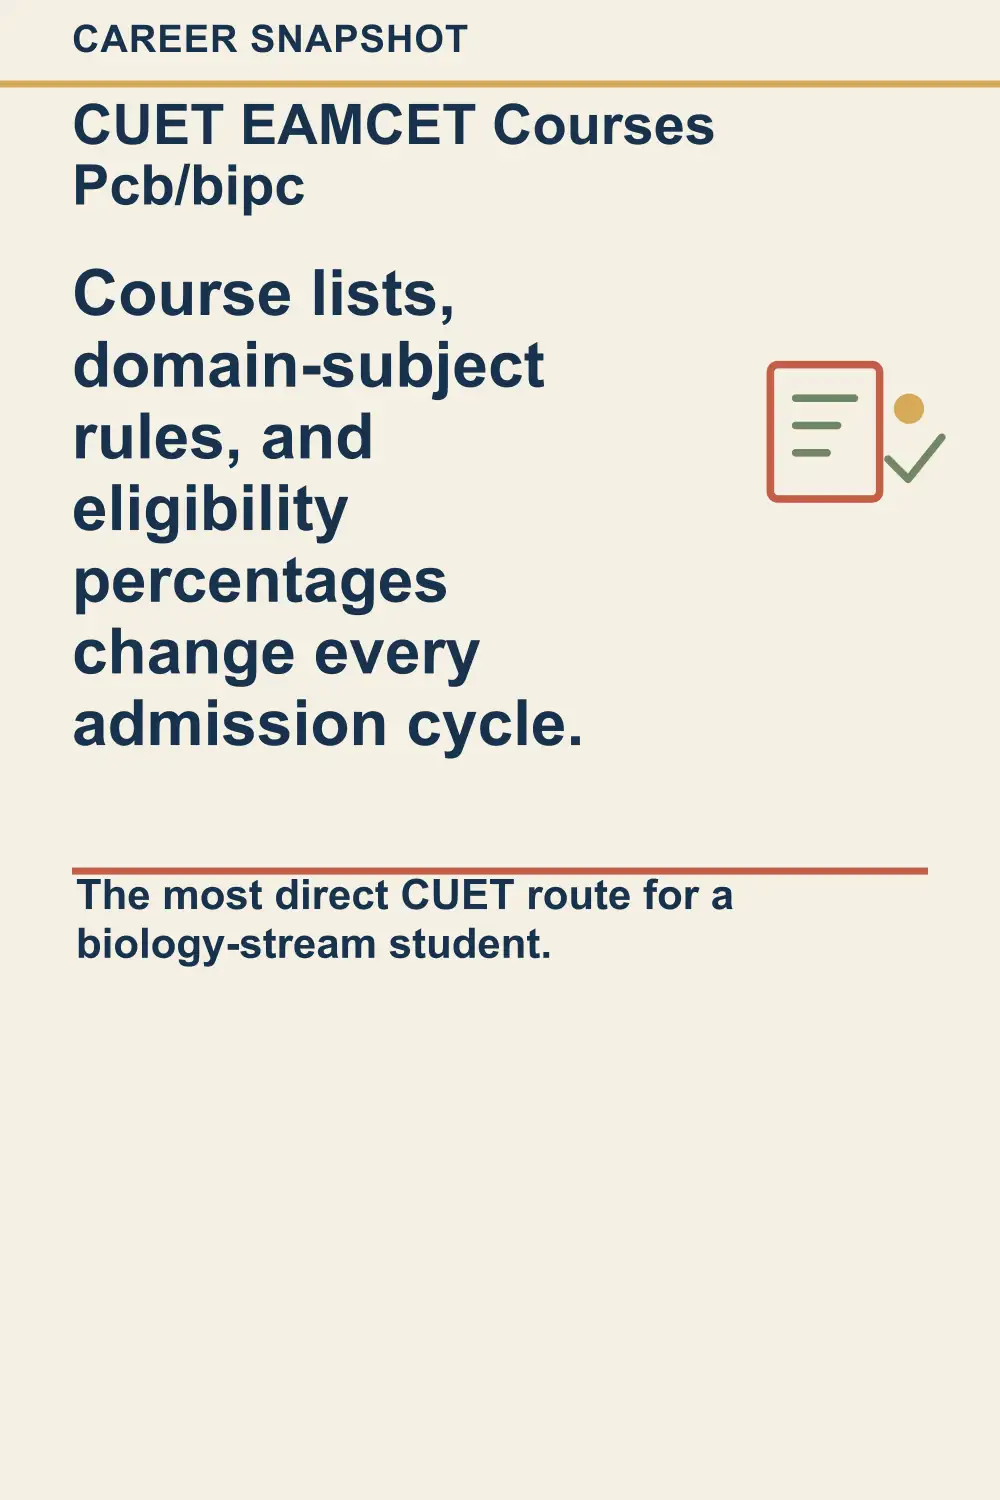 CAREER SNAPSHOT
CUET EAMCET Courses
Pcb/bipc
Course lists,
domain-subject
rules, and
eligibility
percentages
change every
admission cycle.
The most direct CUET route for a
biology-stream student.